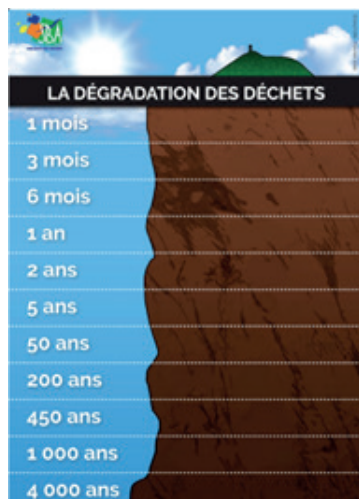 SBA
LA DÉGRADATION DES DÉCHETS
1 mois
3 mois
6 mois
1 an
2 ans
5 ans
50 ans
200 ans
450 ans
1 000 ans
4 000 ans